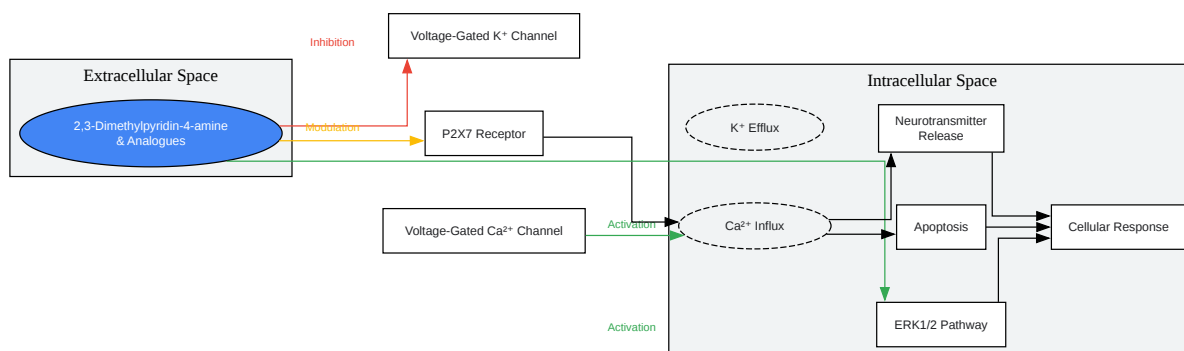 Voltage-Gated K⁺ Channel
Inhibition
Extracellular Space
Intracellular Space
2,3-Dimethylpyridin-4-amine
& Analogues
Modulation
P2X7 Receptor
K⁺ Efflux
Neurotransmitter
Release
Voltage-Gated Ca²⁺ Channel
Activation
Ca²⁺ Influx
Apoptosis
Cellular Response
Activation
ERK1/2 Pathway